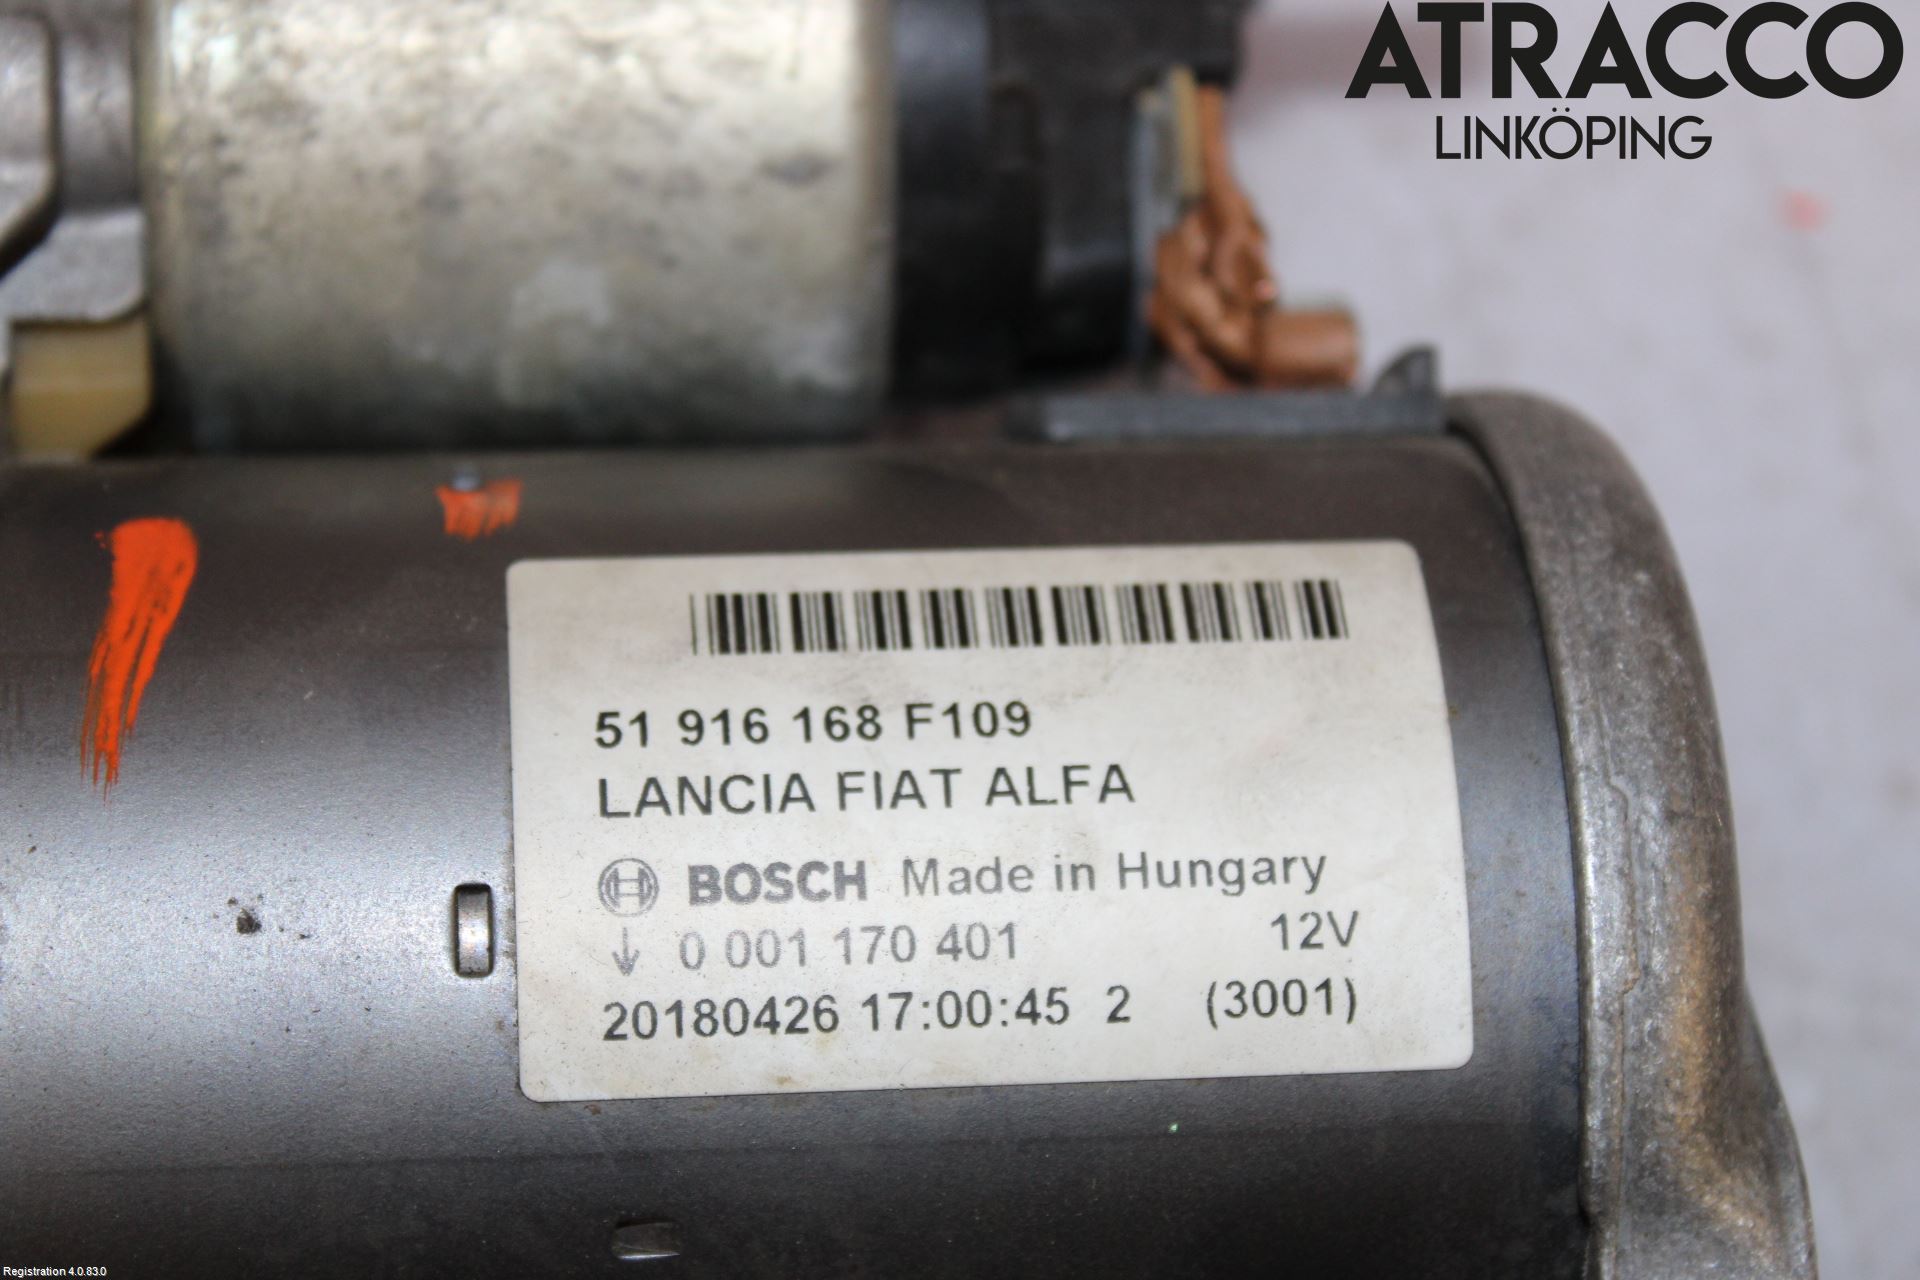 ATRACCO
LINKÖPING
51 916 168 F109
LANCIA FIAT ALFA
BOSCH Made in Hungary
↓ 0 001 170 401 12V
20180426 17:00:45 2 (3001)
Registration 4.0.83.0